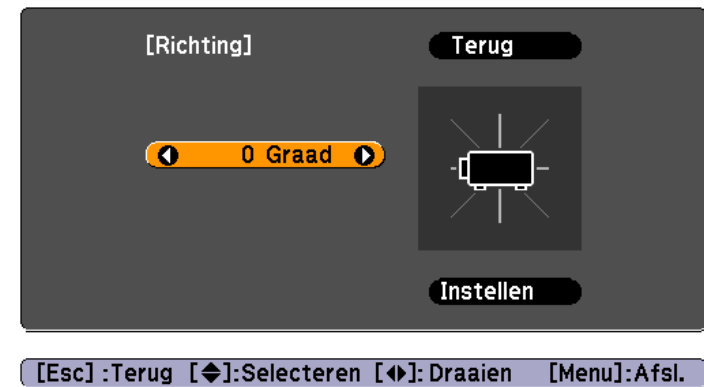 [Richting]
Terug
0 Graad
Instellen
[Esc] :Terug [◆]:Selecteren [◆]: Draaien [Menu]:Afsl.